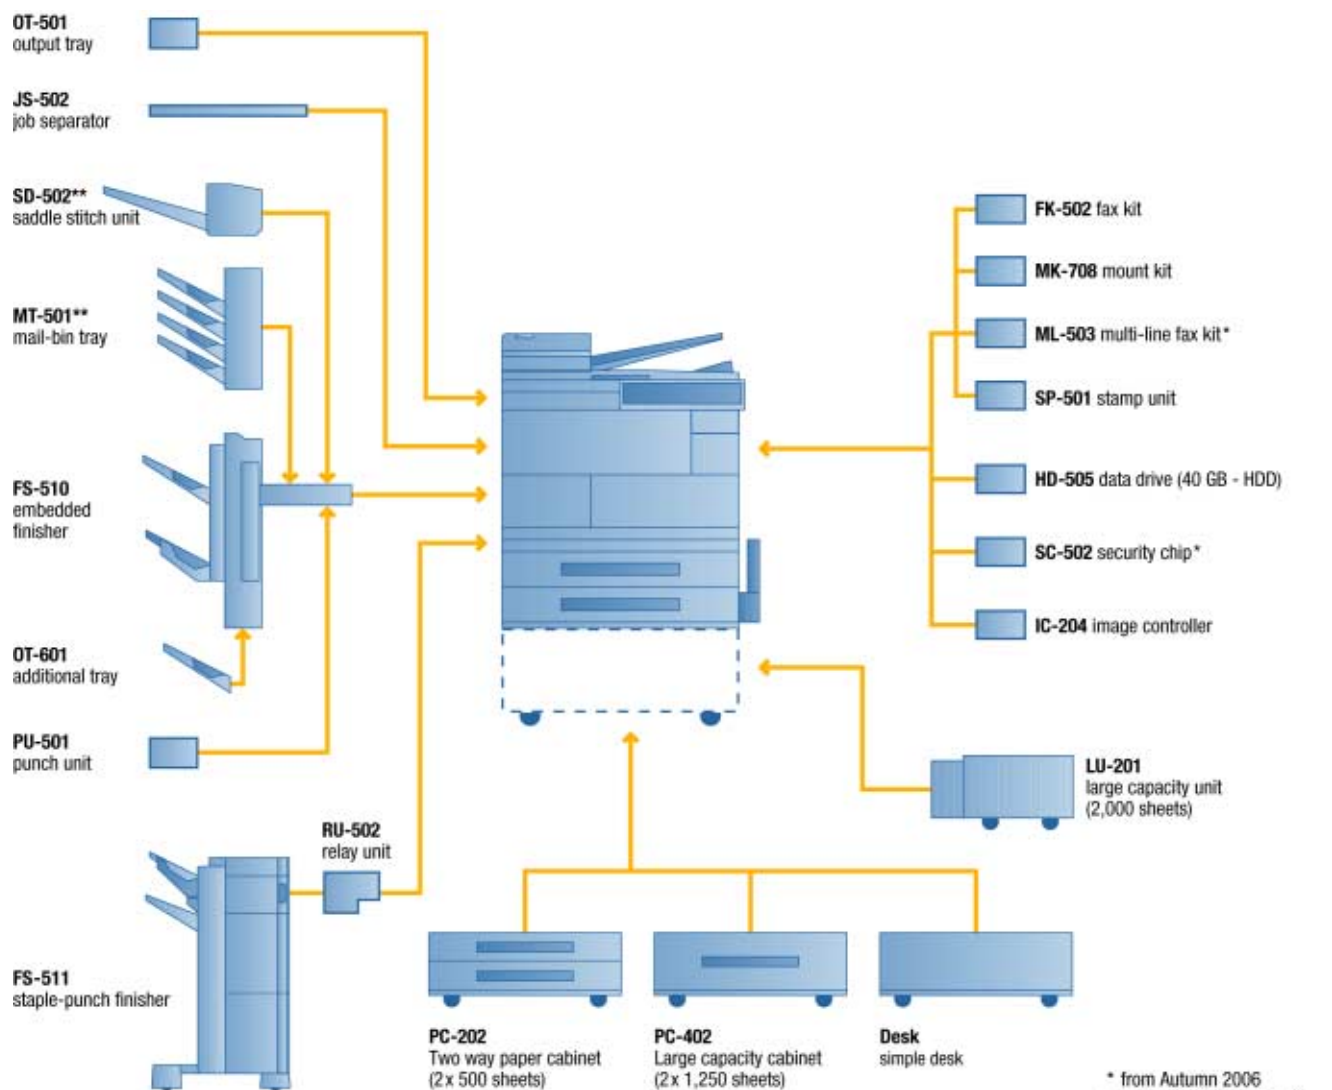 OT-501
output tray
JS-502
job separator
SD-502**
saddle stitch unit
MT-501**
mail-bin tray
FS-510
embedded
finisher
OT-601
additional tray
PU-501
punch unit
RU-502
relay unit
FS-511
staple-punch finisher
FK-502 fax kit
MK-708 mount kit
ML-503 multi-line fax kit*
SP-501 stamp unit
HD-505 data drive (40 GB - HDD)
SC-502 security chip*
IC-204 image controller
LU-201
large capacity unit
(2,000 sheets)
PC-202
Two way paper cabinet
(2x 500 sheets)
PC-402
Large capacity cabinet
(2x 1,250 sheets)
Desk
simple desk
* from Autumn 2006